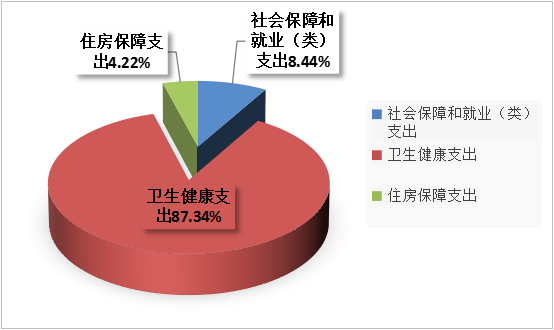 住房保障支
出4.22%
社会保障和
就业（类）
支出8.44%
卫生健康支
出87.34%
社会保障和就业（类）
支出
卫生健康支出
住房保障支出